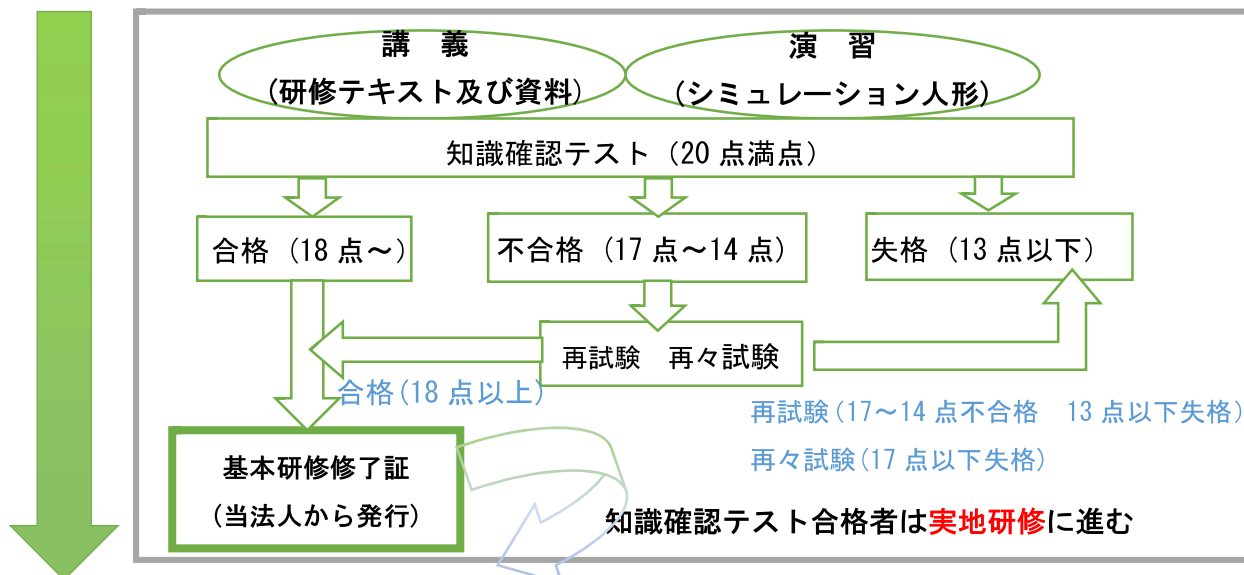 講　義
(研修テキスト及び資料)
演　習
(シミュレーション人形)
知識確認テスト（20 点満点）
合格（18 点～）
不合格（17 点～14 点）
失格（13 点以下）
再試験　再々試験
合格(18 点以上)
再試験(17～14 点不合格　13 点以下失格)
再々試験(17 点以下失格)
基本研修修了証
(当法人から発行)
知識確認テスト合格者は実地研修に進む